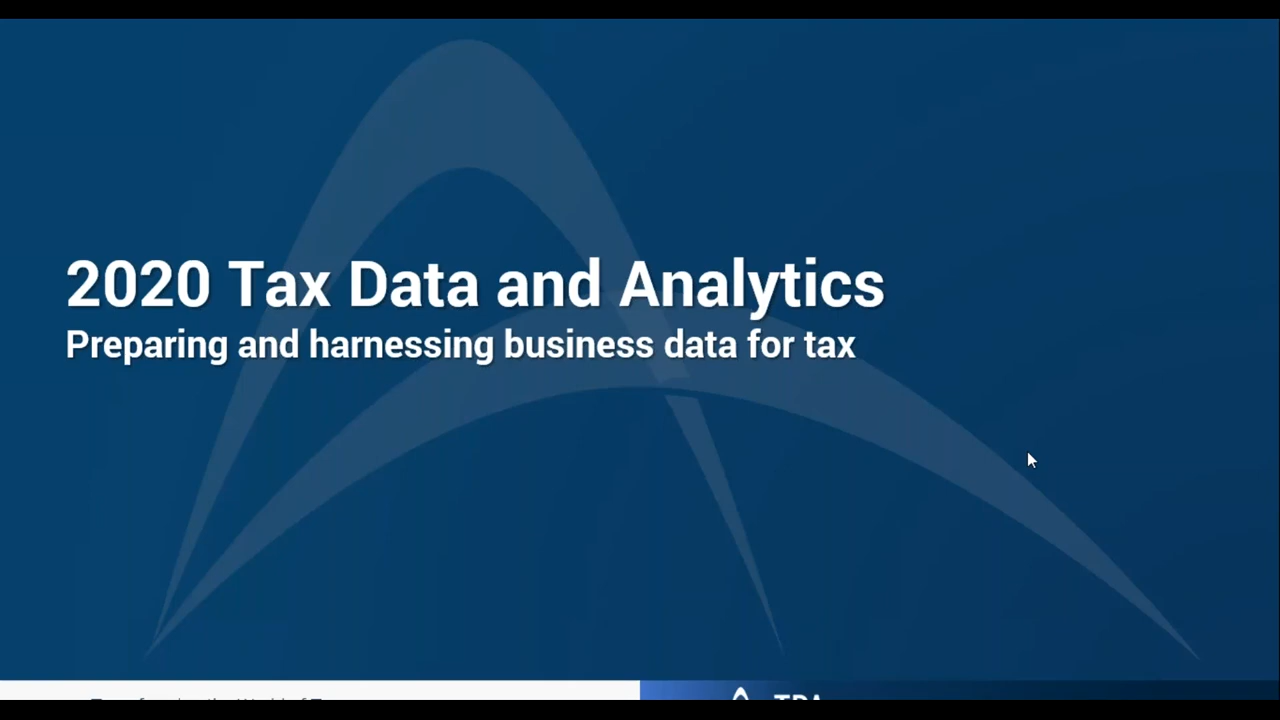 2020 Tax Data and Analytics
Preparing and harnessing business data for tax